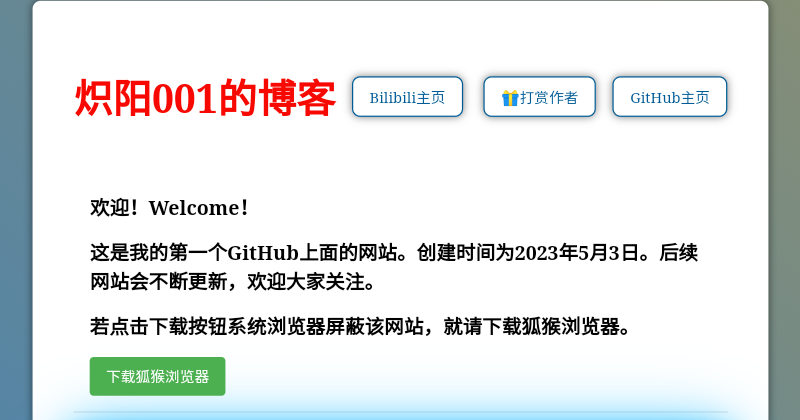 炽阳001的博客
Bilibili主页
🎁打赏作者
GitHub主页
欢迎！Welcome！
这是我的第一个GitHub上面的网站。创建时间为2023年5月3日。后续
网站会不断更新，欢迎大家关注。
若点击下载按钮系统浏览器屏蔽该网站，就请下载狐猴浏览器。
下载狐猴浏览器